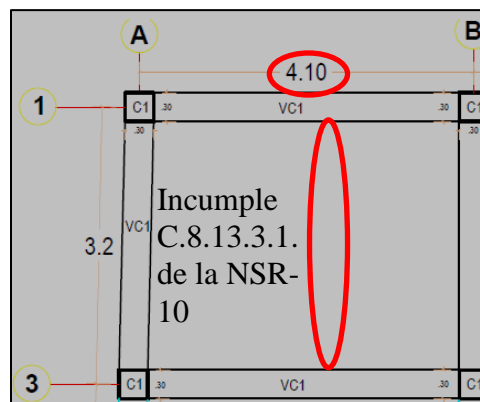 A
B
4.10
1
C1
.30
VC1
.30
C1
.30
.30
Incumple
C.8.13.3.1.
de la NSR-
10
VC1
3.2
3
C1
.30
VC1
.30
C1